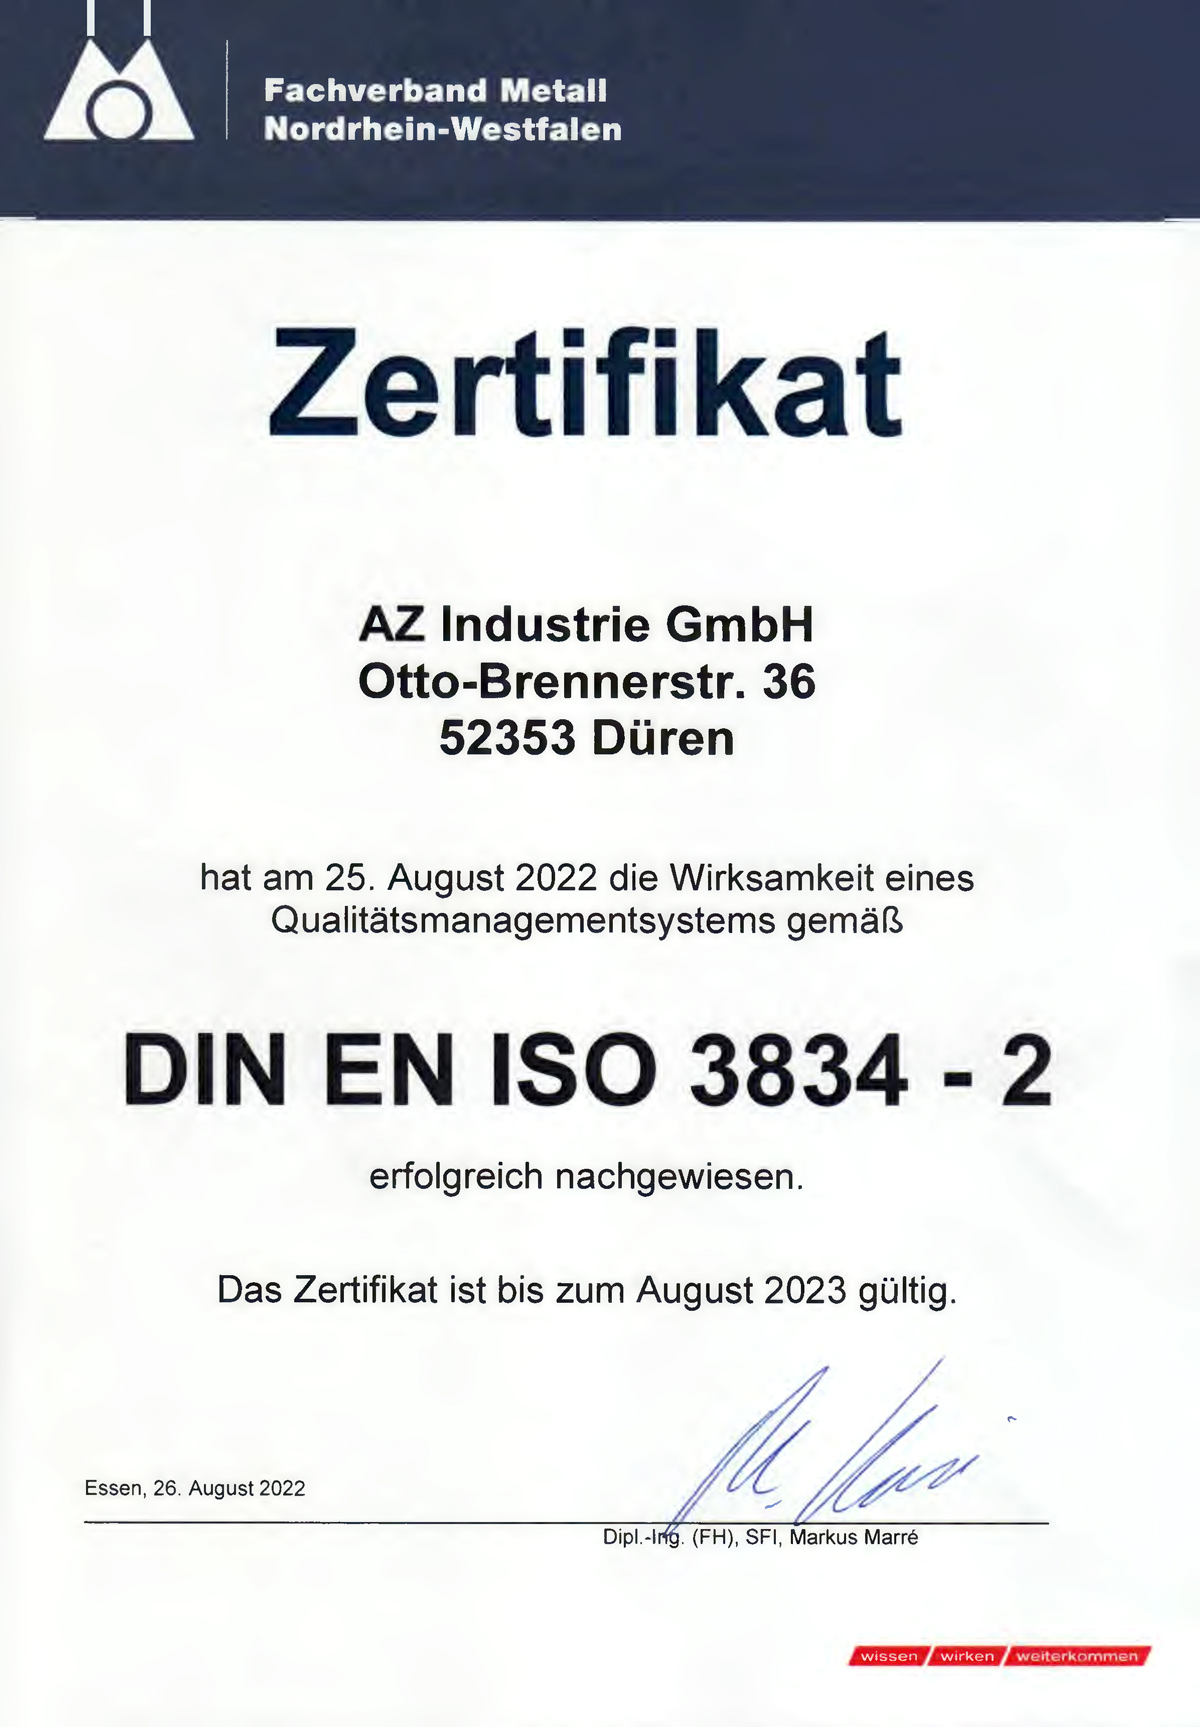 Fachverband Metall
Nordrhein-Westfalen
Zertifikat
AZ Industrie GmbH
Otto-Brennerstr. 36
52353 Düren
hat am 25. August 2022 die Wirksamkeit eines
Qualitätsmanagementsystems gemäß
DIN EN ISO 3834 - 2
erfolgreich nachgewiesen.
Das Zertifikat ist bis zum August 2023 gültig.
Essen, 26. August 2022
Dipl.-Ing. (FH), SFI, Markus Marré
wissen / wirken / weiterkommen